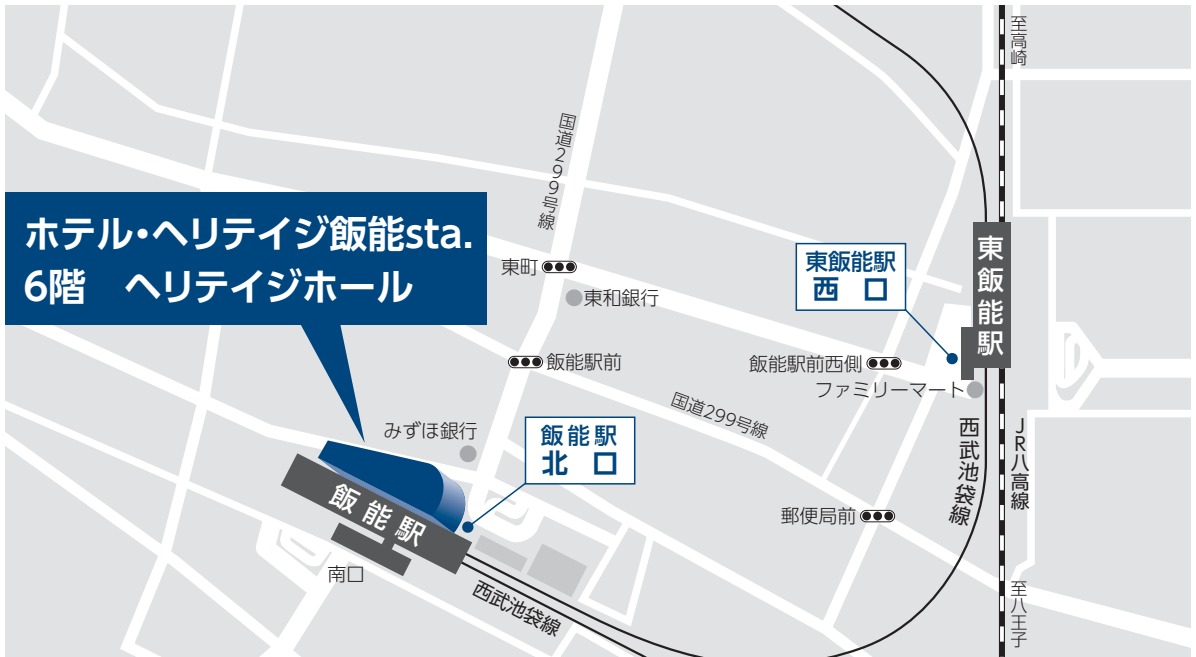 至高崎
国道299号線
ホテル・ヘリテイジ飯能sta.
6階　ヘリテイジホール
東町
東和銀行
東飯能駅
西 口
東飯能駅
飯能駅前
飯能駅前西側
ファミリーマート
国道299号線
みずほ銀行
飯能駅
北 口
西武池袋線
JR八高線
飯能駅
郵便局前
南口
西武池袋線
至八王子